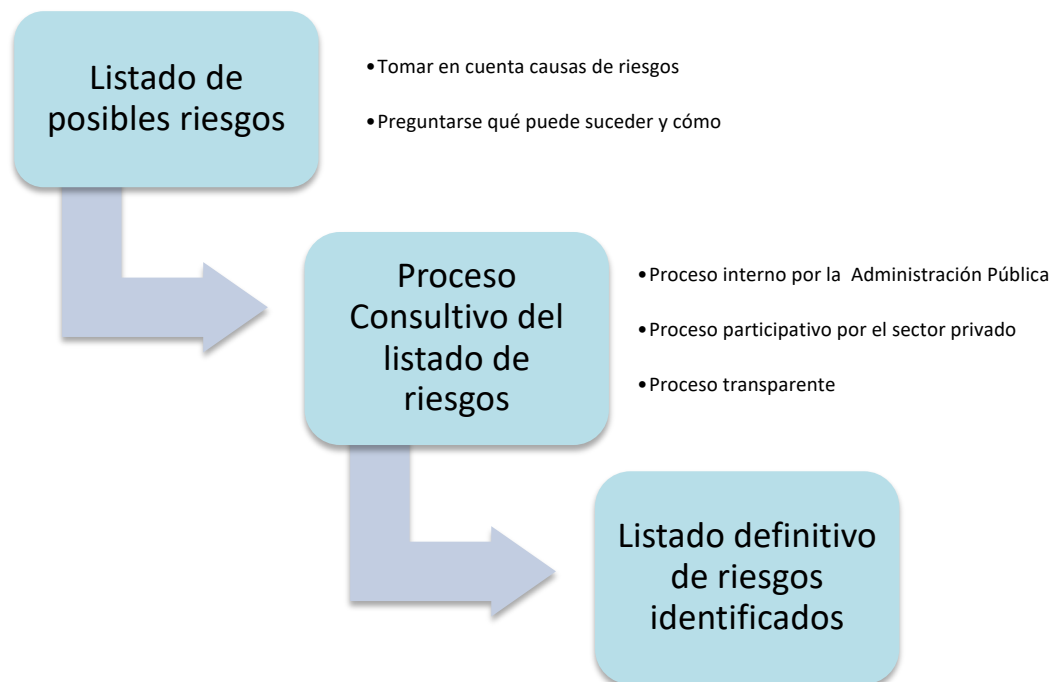 Listado de
posibles riesgos
•Tomar en cuenta causas de riesgos
•Preguntarse qué puede suceder y cómo
Proceso
Consultivo del
listado de
riesgos
•Proceso interno por la Administración Pública
•Proceso participativo por el sector privado
•Proceso transparente
Listado definitivo
de riesgos
identificados